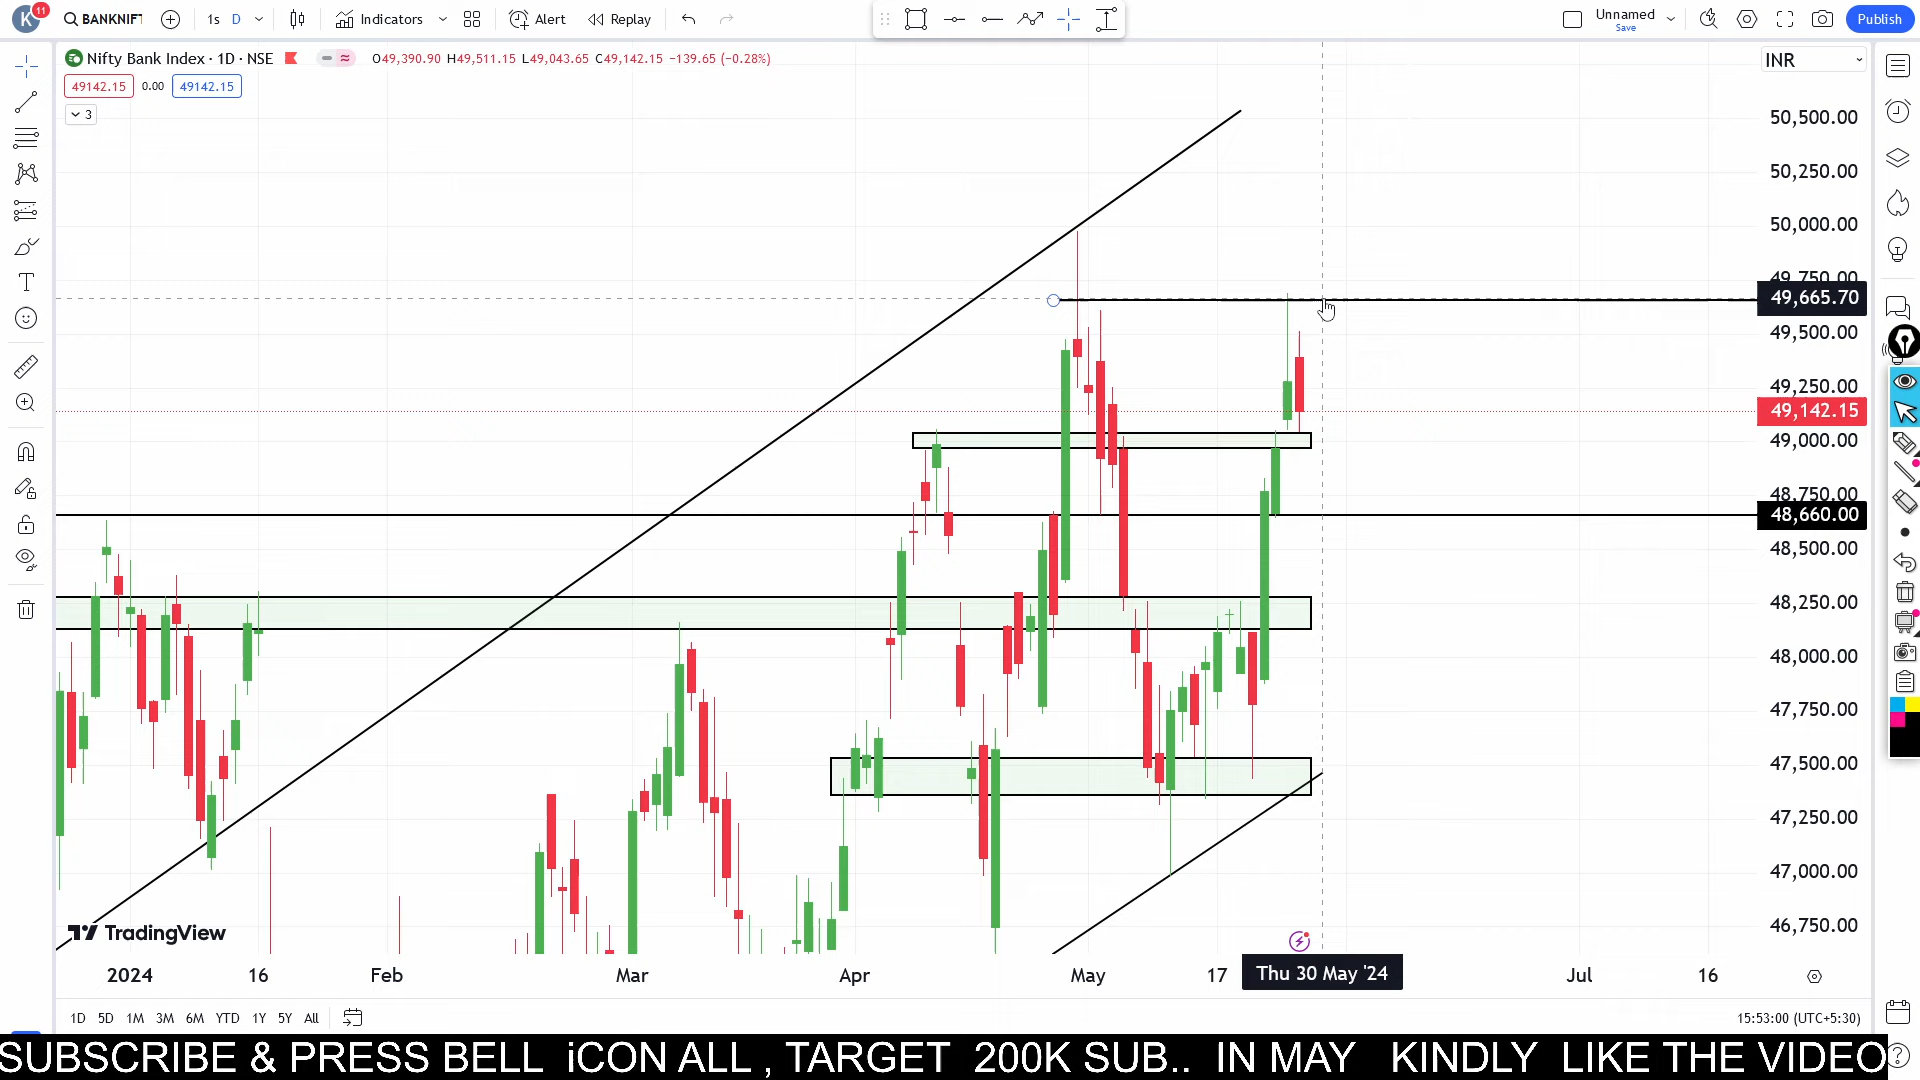 K
11
BANKNIFT
1s
D
Indicators
Alert
Replay
Unnamed
Save
Publish
Nifty Bank Index · 1D · NSE
O49,390.90 H49,511.15 L49,043.65 C49,142.15 −139.65 (−0.28%)
49142.15
0.00
49142.15
3
INR
50,500.00
50,250.00
50,000.00
49,750.00
49,665.70
49,500.00
49,250.00
49,142.15
49,000.00
48,750.00
48,660.00
48,500.00
48,250.00
48,000.00
47,750.00
47,500.00
47,250.00
47,000.00
46,750.00
TradingView
2024
16
Feb
Mar
Apr
May
17
Thu 30 May '24
Jul
16
1D
5D
1M
3M
6M
YTD
1Y
5Y
All
15:53:00 (UTC+5:30)
SUBSCRIBE & PRESS BELL iCON ALL , TARGET 200K SUB.. IN MAY KINDLY LIKE THE VIDEO